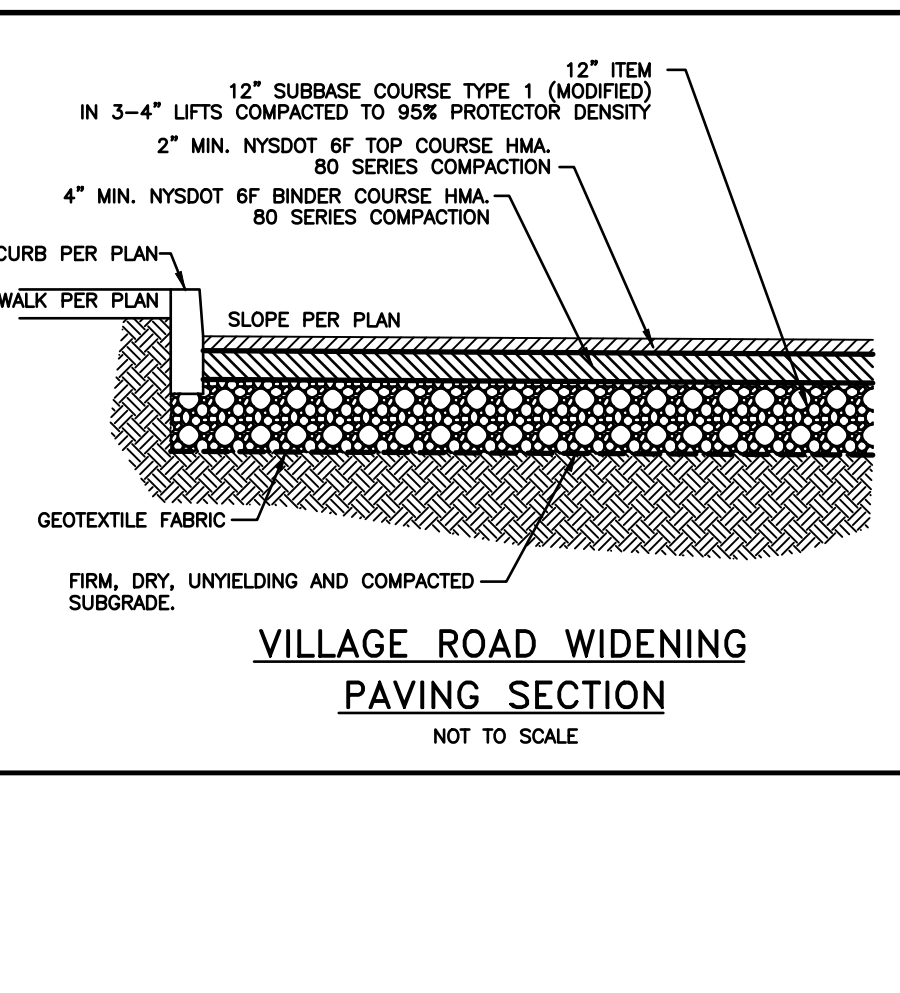 12” ITEM
12” SUBBASE COURSE TYPE 1 (MODIFIED)
IN 3-4” LIFTS COMPACTED TO 95% PROTECTOR DENSITY
2” MIN. NYSDOT 6F TOP COURSE HMA.
80 SERIES COMPACTION
4” MIN. NYSDOT 6F BINDER COURSE HMA.
80 SERIES COMPACTION
CURB PER PLAN
WALK PER PLAN
SLOPE PER PLAN
GEOTEXTILE FABRIC
FIRM, DRY, UNYIELDING AND COMPACTED
SUBGRADE.
VILLAGE ROAD WIDENING
PAVING SECTION
NOT TO SCALE